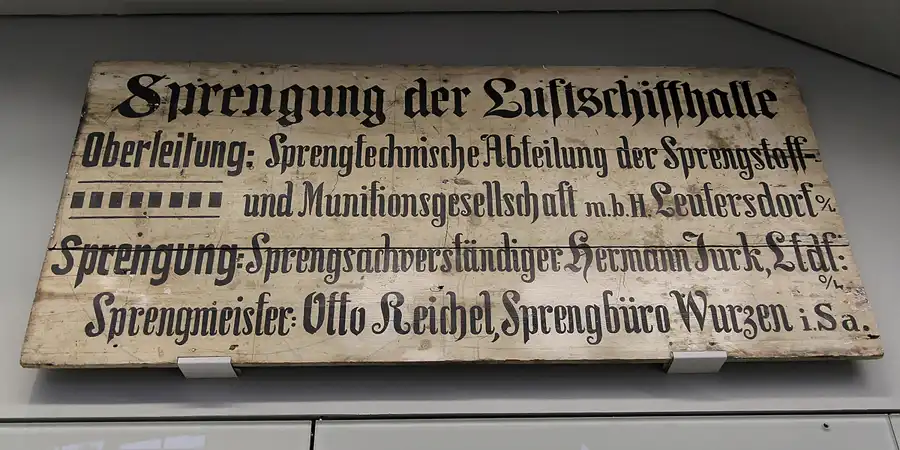 Sprengung der Luftschiffhalle
Oberleitung: Sprengtechnische Abteilung der Sprengstoff-
und Munitionsgesellschaft m.b.H. Leutersdorf o/L
Sprengung: Sprengsachverständiger Hermann Jurk, Lfdf: o/L
Sprengmeister: Otto Reichel, Sprengbüro Wurzen i.Sa.